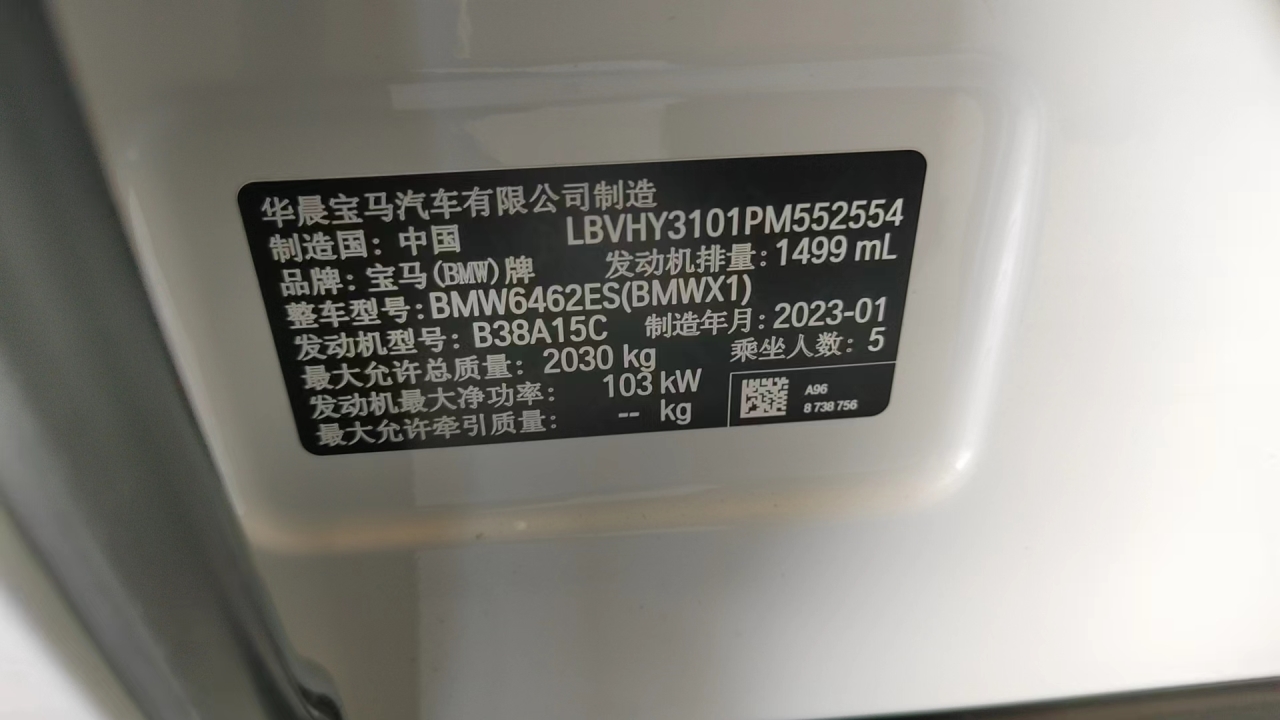 华晨宝马汽车有限公司制造
制造国：中国 LBVHY3101PM552554
品牌：宝马(BMW)牌 发动机排量：1499 mL
整车型号：BMW6462ES(BMWX1)
发动机型号：B38A15C 制造年月：2023-01
最大允许总质量：2030 kg 乘坐人数：5
发动机最大净功率：103 kW
最大允许牵引质量：-- kg
A96
8 738 756